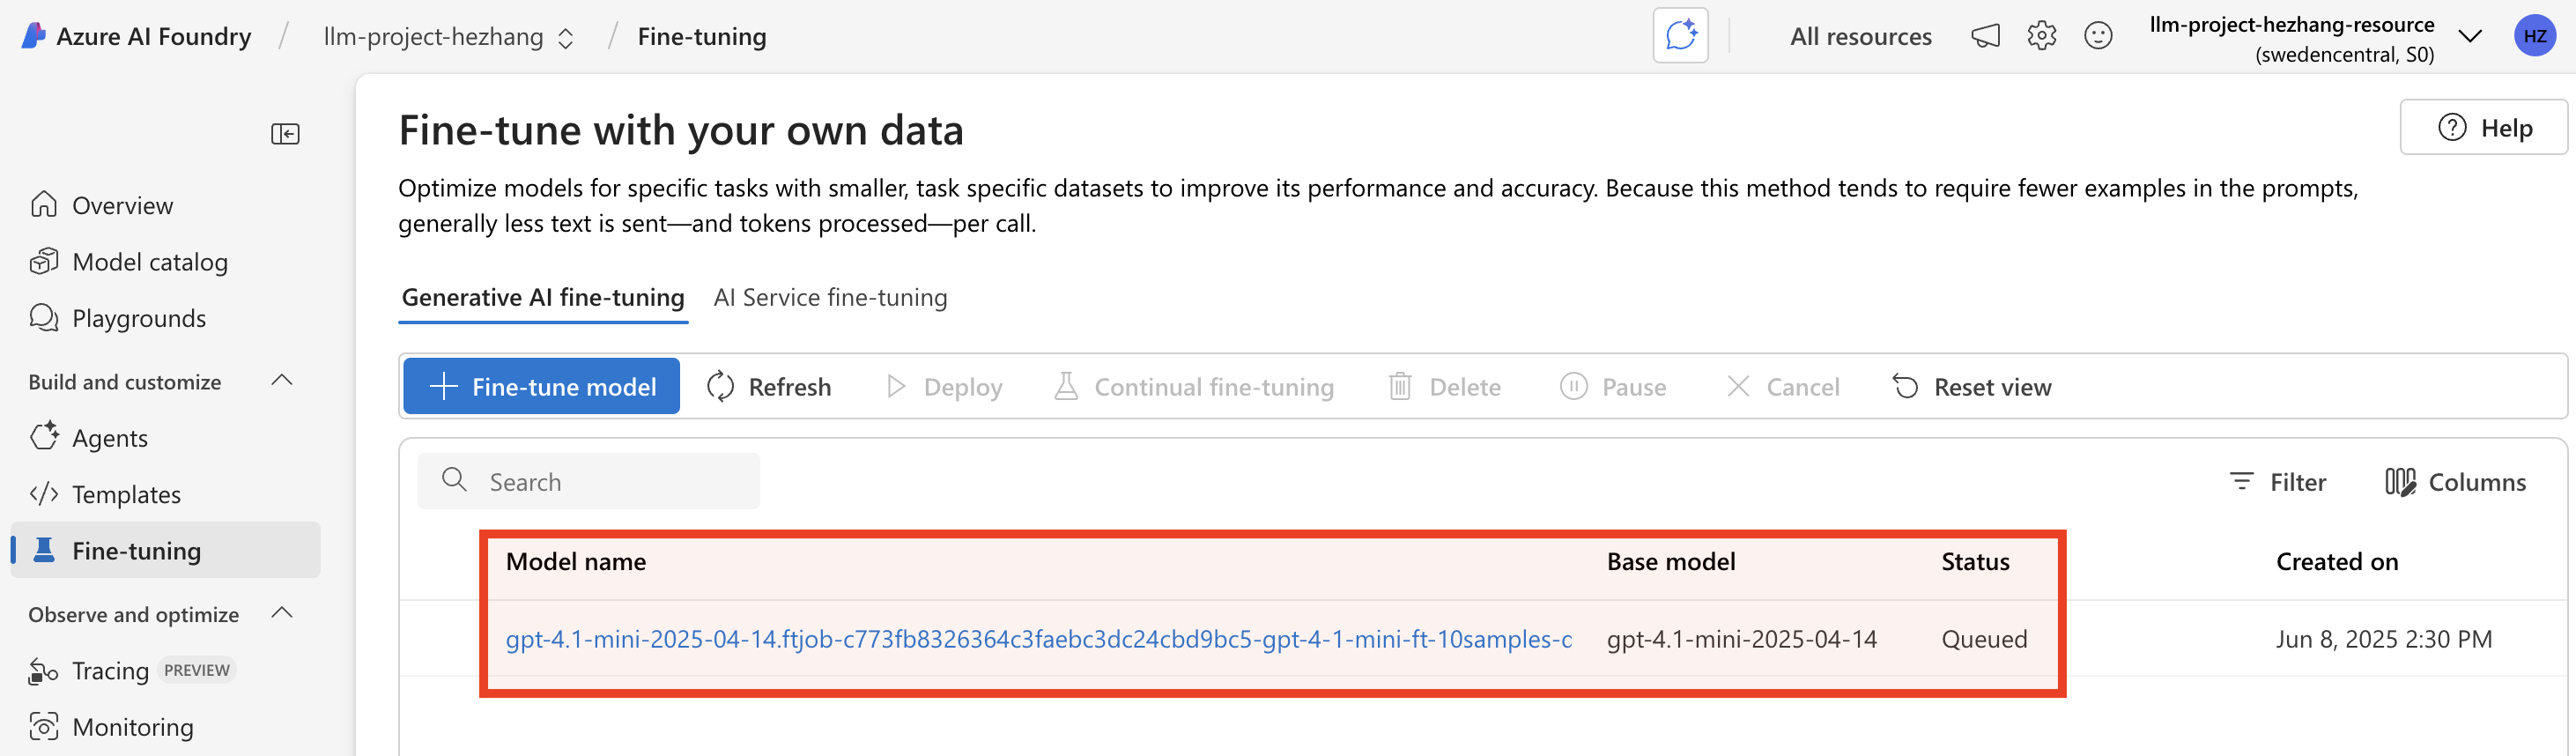 Azure AI Foundry / llm-project-hezhang / Fine-tuning
All resources
llm-project-hezhang-resource
(swedencentral, S0)
HZ
Overview
Model catalog
Playgrounds
Build and customize
Agents
Templates
Fine-tuning
Observe and optimize
Tracing PREVIEW
Monitoring
Fine-tune with your own data
Help
Optimize models for specific tasks with smaller, task specific datasets to improve its performance and accuracy. Because this method tends to require fewer examples in the prompts,
generally less text is sent—and tokens processed—per call.
Generative AI fine-tuning AI Service fine-tuning
Fine-tune model Refresh Deploy Continual fine-tuning Delete Pause Cancel Reset view
Search Filter Columns
Model name Base model Status Created on
gpt-4.1-mini-2025-04-14.ftjob-c773fb8326364c3faebc3dc24cbd9bc5-gpt-4-1-mini-ft-10samples- gpt-4.1-mini-2025-04-14 Queued Jun 8, 2025 2:30 PM